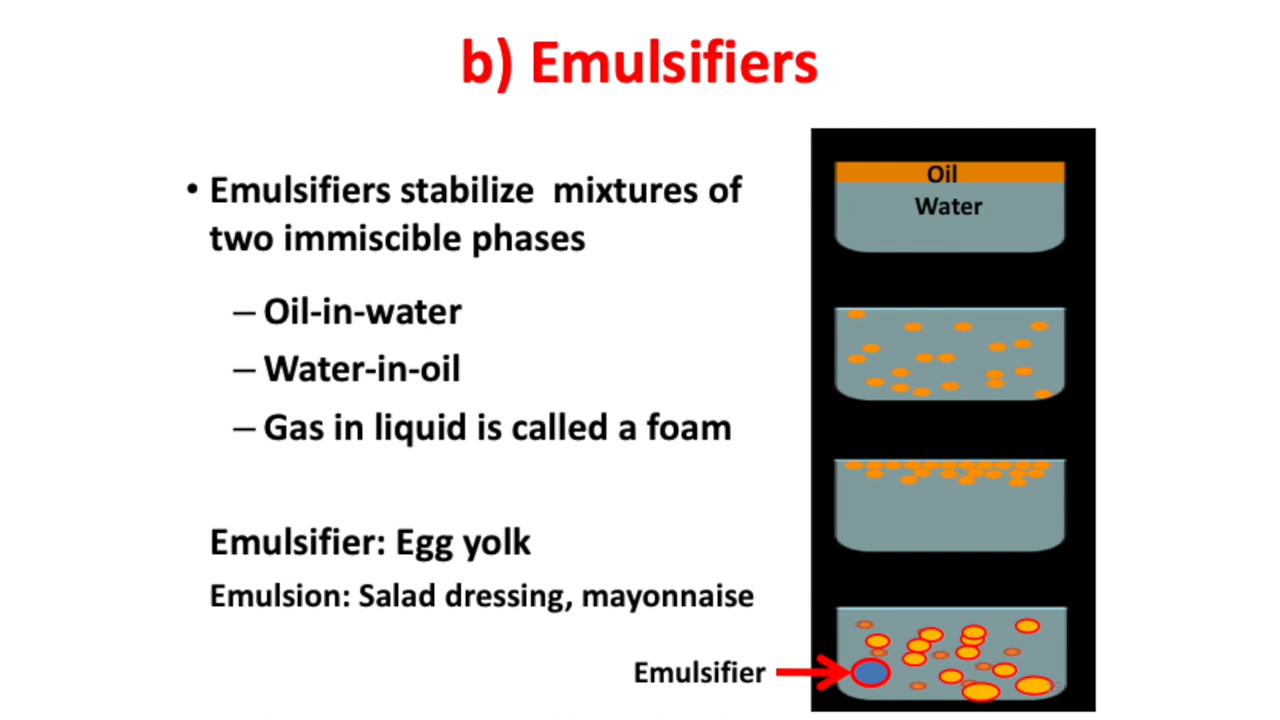 b) Emulsifiers
• Emulsifiers stabilize mixtures of
two immiscible phases
– Oil-in-water
– Water-in-oil
– Gas in liquid is called a foam
Emulsifier: Egg yolk
Emulsion: Salad dressing, mayonnaise
Oil
Water
Emulsifier